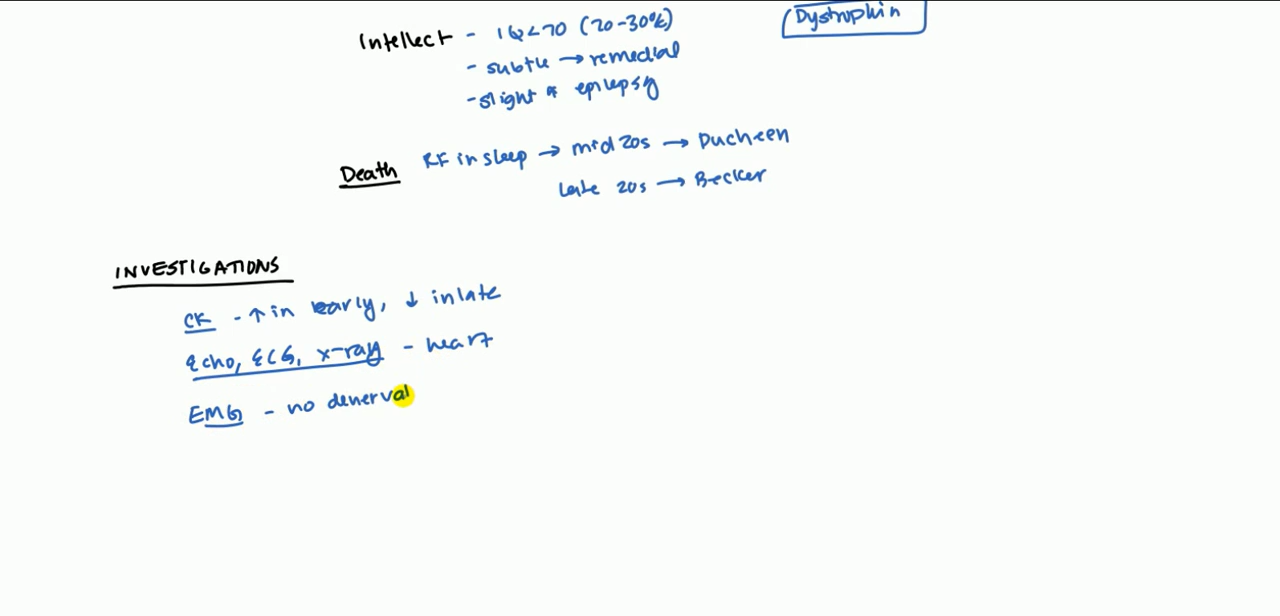 Intellect - IQ<70 (20-30%)
Dystrophin
- subtle → remedial
- slight ↑ epilepsy
Death RF in sleep → mid 20s → Ducheen
late 20s → Becker
INVESTIGATIONS
CK - ↑ in early, ↓ in late
Echo, ECG, x-ray - heart
EMG - no denerval